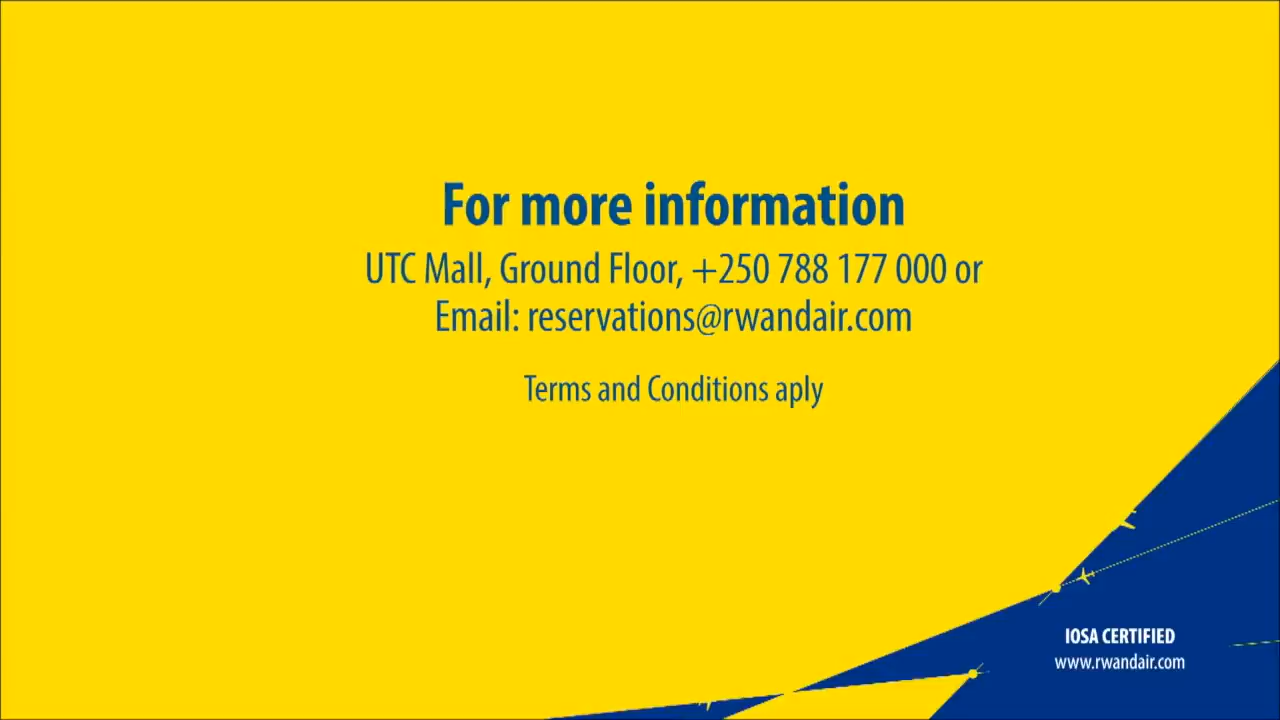 For more information
UTC Mall, Ground Floor, +250 788 177 000 or
Email: reservations@rwandair.com
Terms and Conditions aply
IOSA CERTIFIED
www.rwandair.com